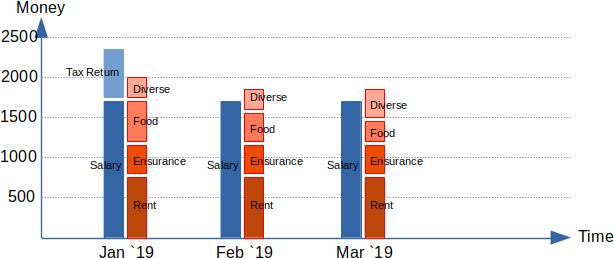 Money
2500
2000
1500
1000
500
Tax Return
Diverse
Food
Salary
Ensurance
Rent
Diverse
Food
Salary
Ensurance
Rent
Diverse
Food
Salary
Ensurance
Rent
Time
Jan `19
Feb `19
Mar `19